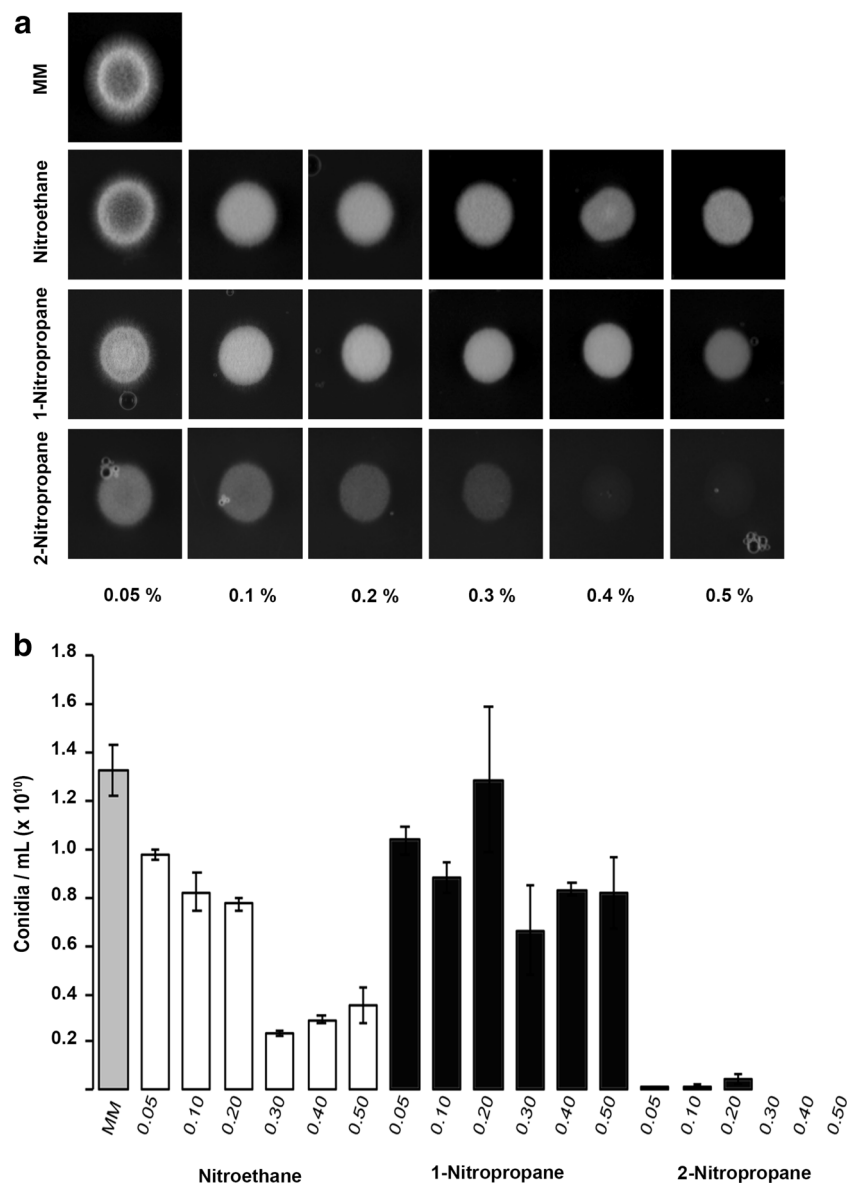 a
MM
Nitroethane
1-Nitropropane
2-Nitropropane
0.05 % 0.1 % 0.2 % 0.3 % 0.4 % 0.5 %
b
Conidia / mL (x 10¹⁰)
1.8
1.6
1.4
1.2
1.0
0.8
0.6
0.4
0.2
MM 0.05 0.10 0.20 0.30 0.40 0.50 0.05 0.10 0.20 0.30 0.40 0.50 0.05 0.10 0.20 0.30 0.40 0.50
Nitroethane 1-Nitropropane 2-Nitropropane